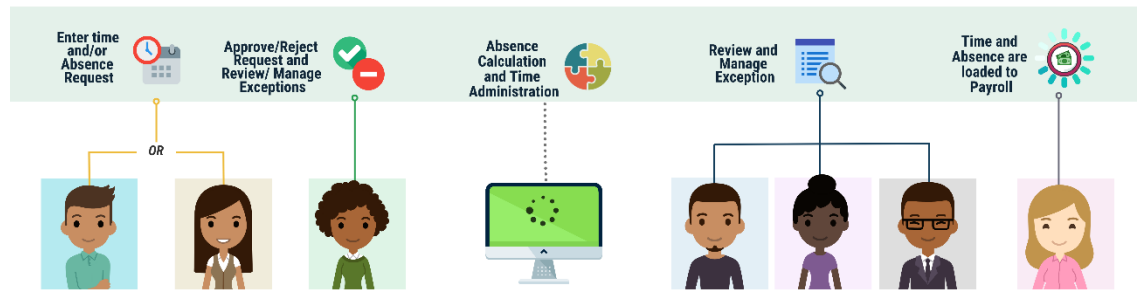 Enter time
and/or
Absence
Request
Approve/Reject
Request and
Review/ Manage
Exceptions
Absence
Calculation
and Time
Administration
Review and
Manage
Exception
Time and
Absence are
loaded to
Payroll
OR